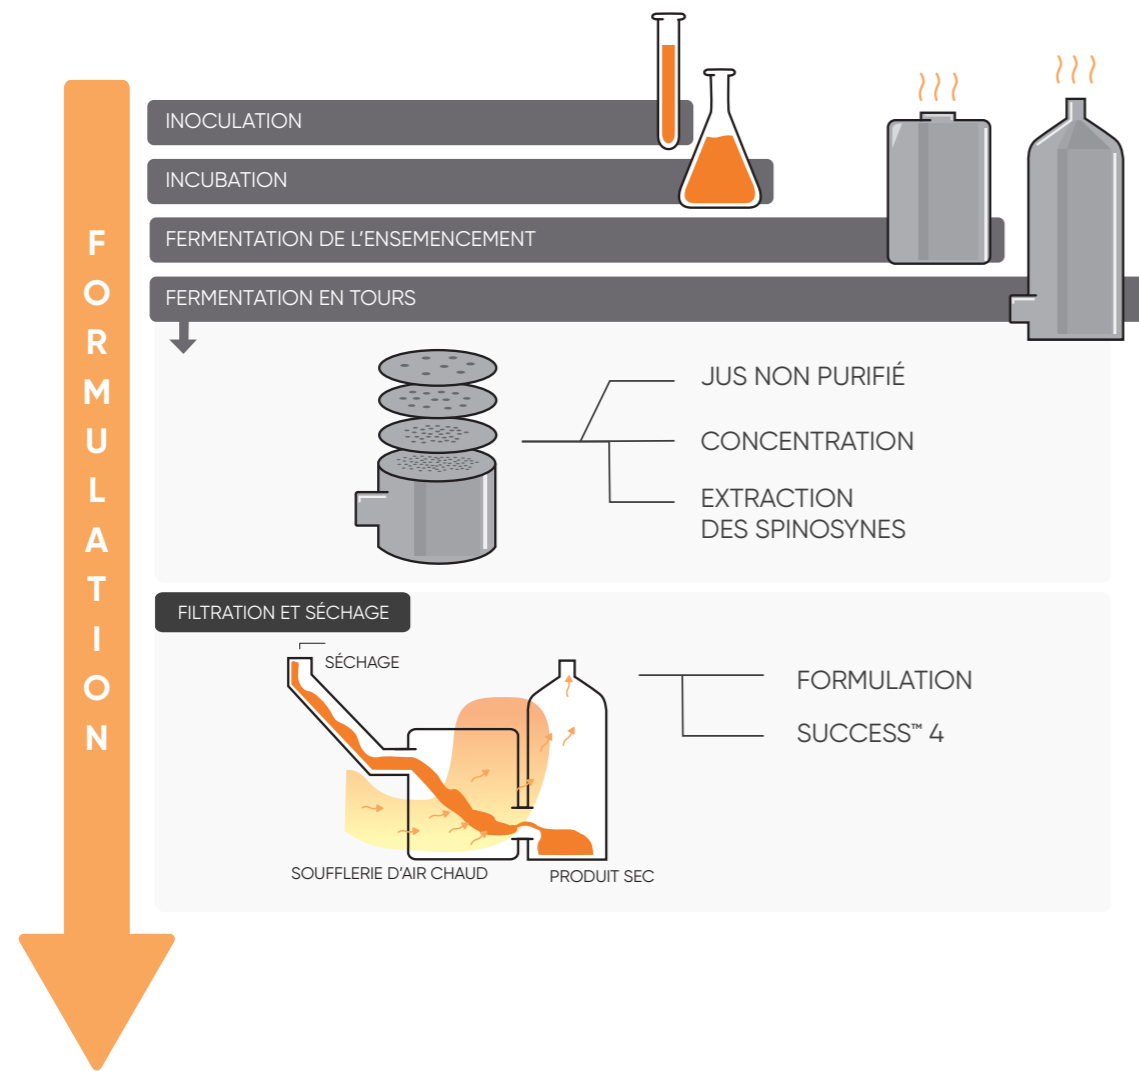 FORMULATION
INOCULATION
INCUBATION
FERMENTATION DE L'ENSEMENCEMENT
FERMENTATION EN TOURS
JUS NON PURIFIÉ
CONCENTRATION
EXTRACTION
DES SPINOSYNES
FILTRATION ET SÉCHAGE
SÉCHAGE
FORMULATION
SUCCESS™ 4
SOUFFLERIE D'AIR CHAUD
PRODUIT SEC